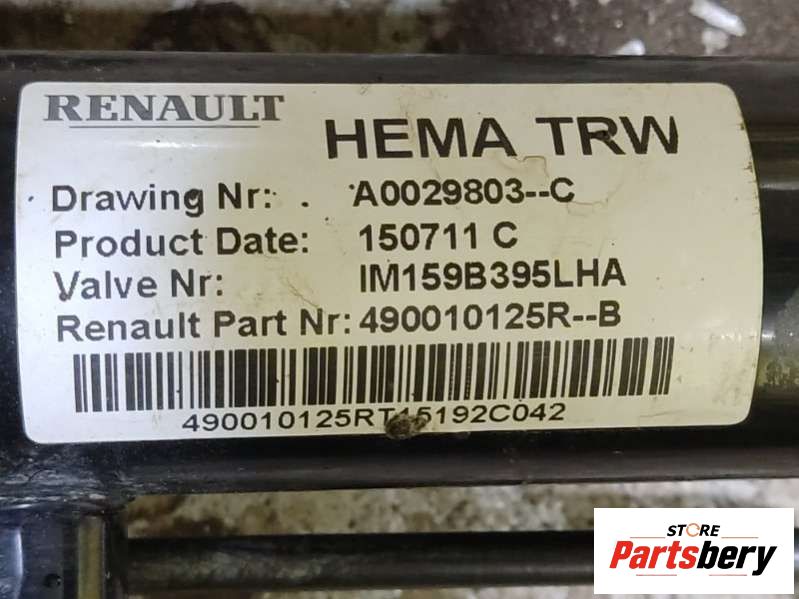 RENAULT
HEMA TRW
Drawing Nr: . A0029803--C
Product Date: 150711 C
Valve Nr: IM159B395LHA
Renault Part Nr: 490010125R--B
490010125RT15192C042
STORE
Partsbery